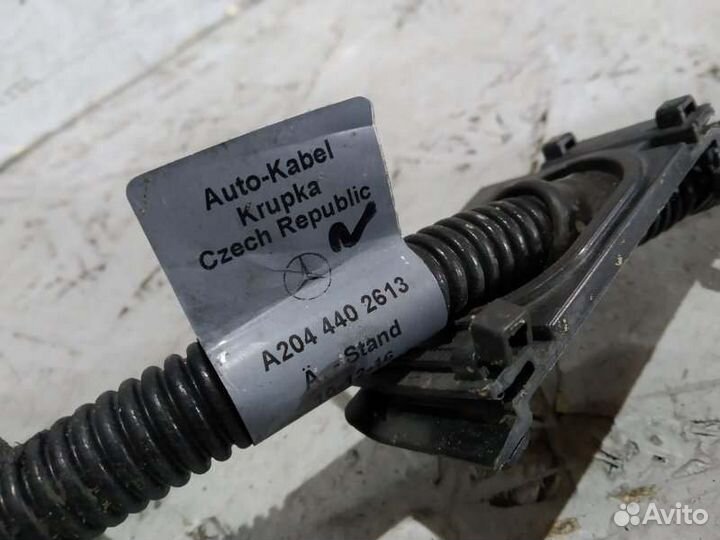 Auto-Kabel
Krupka
Czech Republic
A204 440 2613
Ä. - Stand
Avito